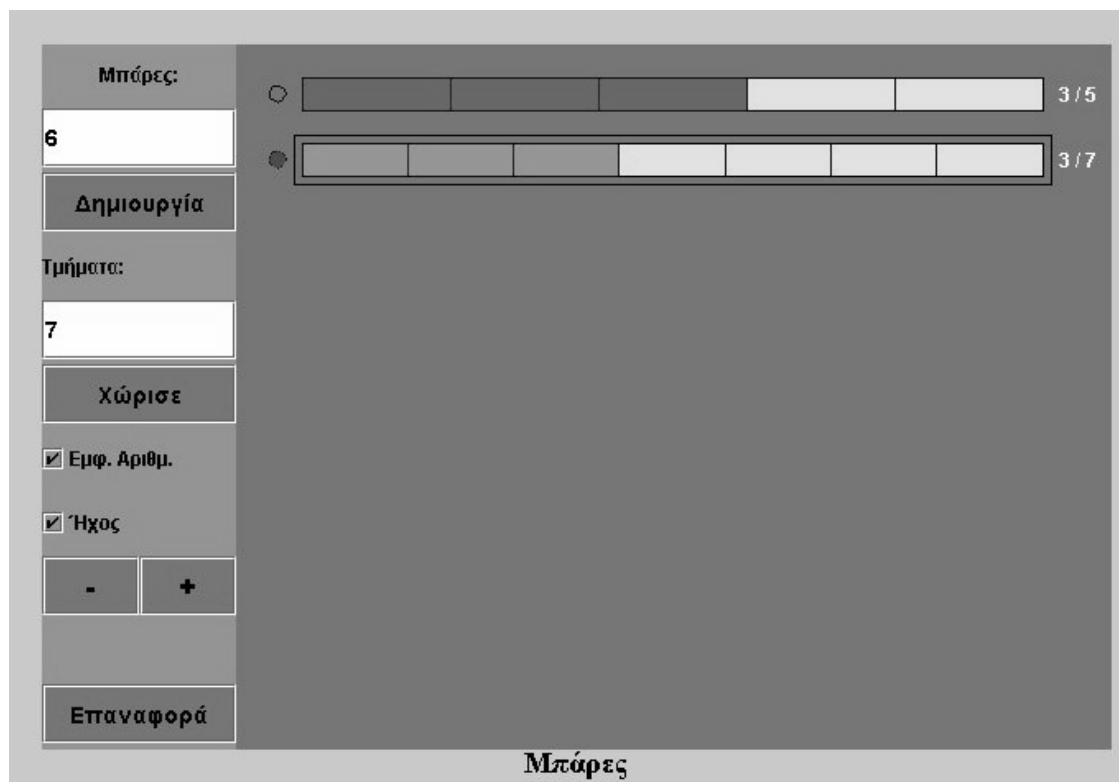 Μπάρες:
6
Δημιουργία
Τμήματα:
7
Χώρισε
Εμφ. Αριθμ.
Ήχος
- +
Επαναφορά
3/5
3/7
Μπάρες